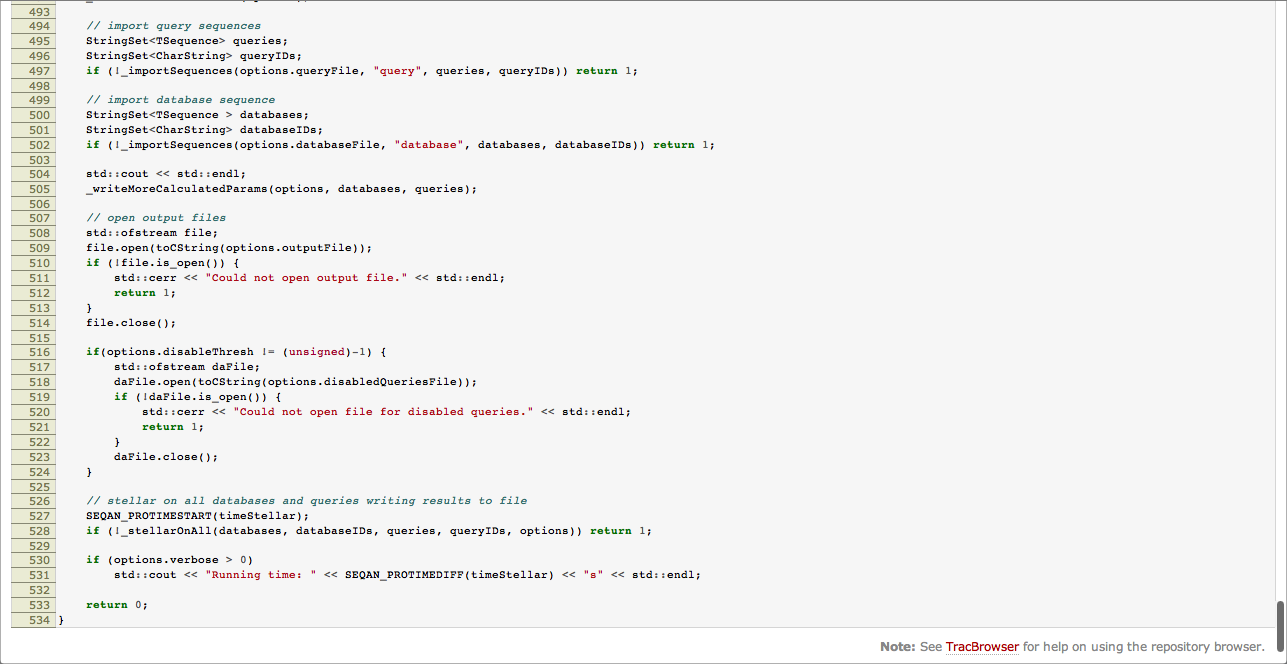 493
494 // import query sequences
495 StringSet<TSequence> queries;
496 StringSet<CharString> queryIDs;
497 if (!_importSequences(options.queryFile, "query", queries, queryIDs)) return 1;
498
499 // import database sequence
500 StringSet<TSequence > databases;
501 StringSet<CharString> databaseIDs;
502 if (!_importSequences(options.databaseFile, "database", databases, databaseIDs)) return 1;
503
504 std::cout << std::endl;
505 _writeMoreCalculatedParams(options, databases, queries);
506
507 // open output files
508 std::ofstream file;
509 file.open(toCString(options.outputFile));
510 if (!file.is_open()) {
511 std::cerr << "Could not open output file." << std::endl;
512 return 1;
513 }
514 file.close();
515
516 if(options.disableThresh != (unsigned)-1) {
517 std::ofstream daFile;
518 daFile.open(toCString(options.disabledQueriesFile));
519 if (!daFile.is_open()) {
520 std::cerr << "Could not open file for disabled queries." << std::endl;
521 return 1;
522 }
523 daFile.close();
524 }
525
526 // stellar on all databases and queries writing results to file
527 SEQAN_PROTIMESTART(timeStellar);
528 if (!_stellarOnAll(databases, databaseIDs, queries, queryIDs, options)) return 1;
529
530 if (options.verbose > 0)
531 std::cout << "Running time: " << SEQAN_PROTIMEDIFF(timeStellar) << "s" << std::endl;
532
533 return 0;
534 }
Note: See TracBrowser for help on using the repository browser.